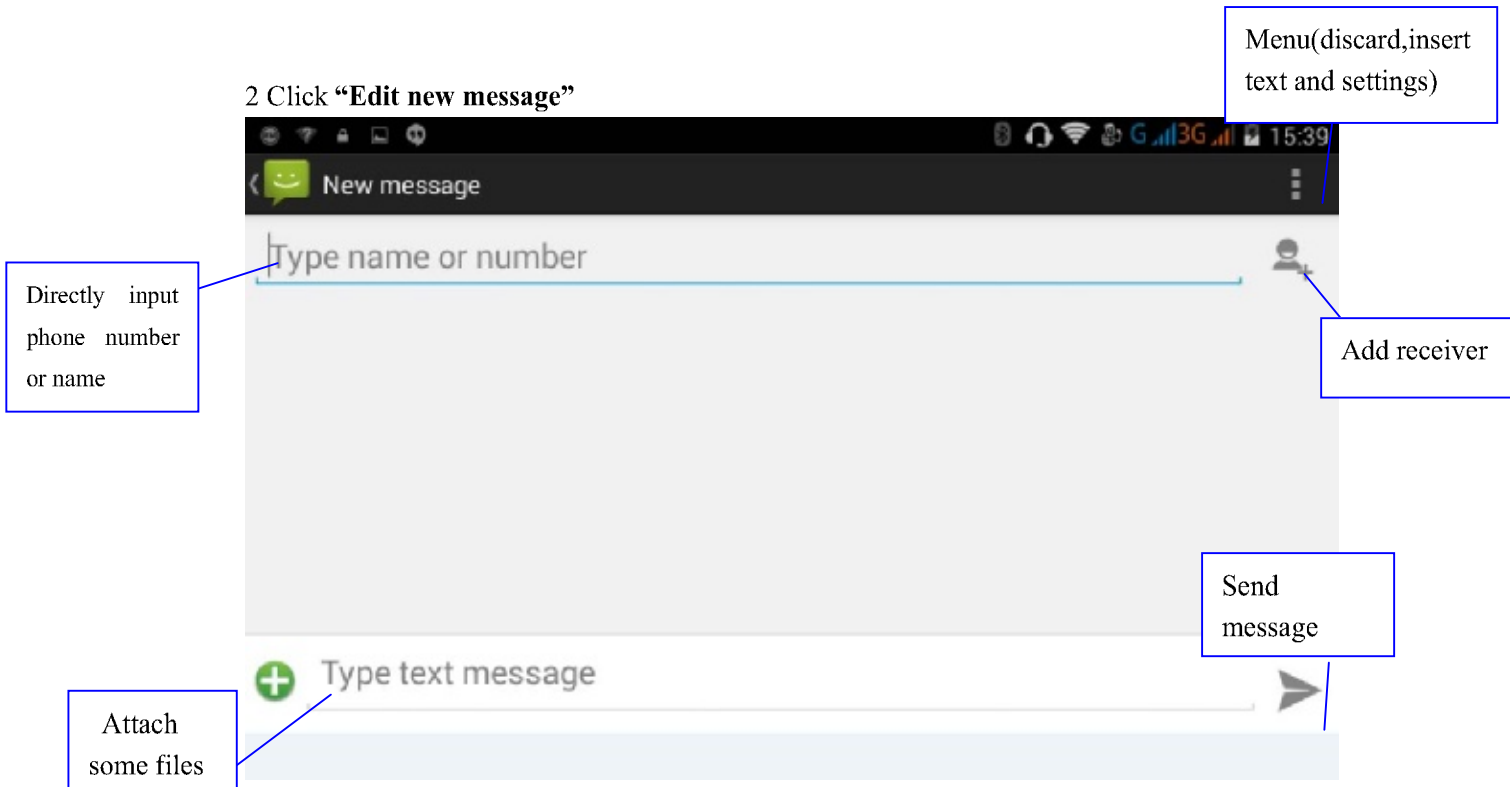 Menu(discard,insert
text and settings)
2 Click “Edit new message”
G 3G 15:39
New message
Type name or number
Directly input
phone number
or name
Add receiver
Send
message
Type text message
Attach
some files